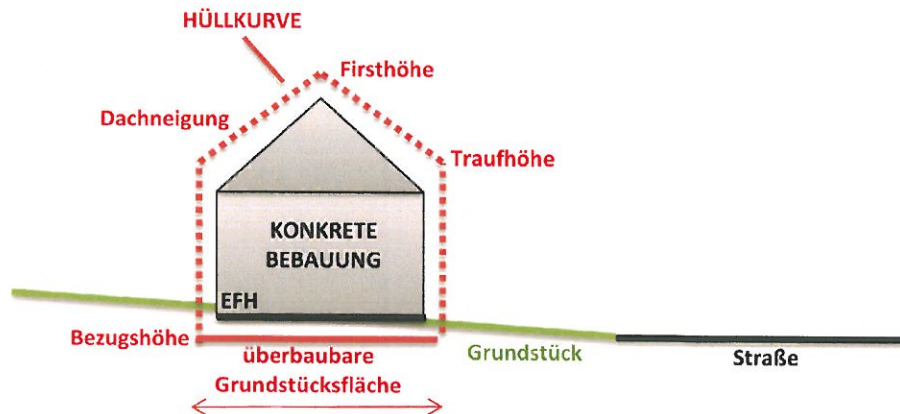 HÜLLKURVE
Firsthöhe
Dachneigung
Traufhöhe
KONKRETE
BEBAUUNG
EFH
Bezugshöhe
überbaubare
Grundstücksfläche
Grundstück
Straße